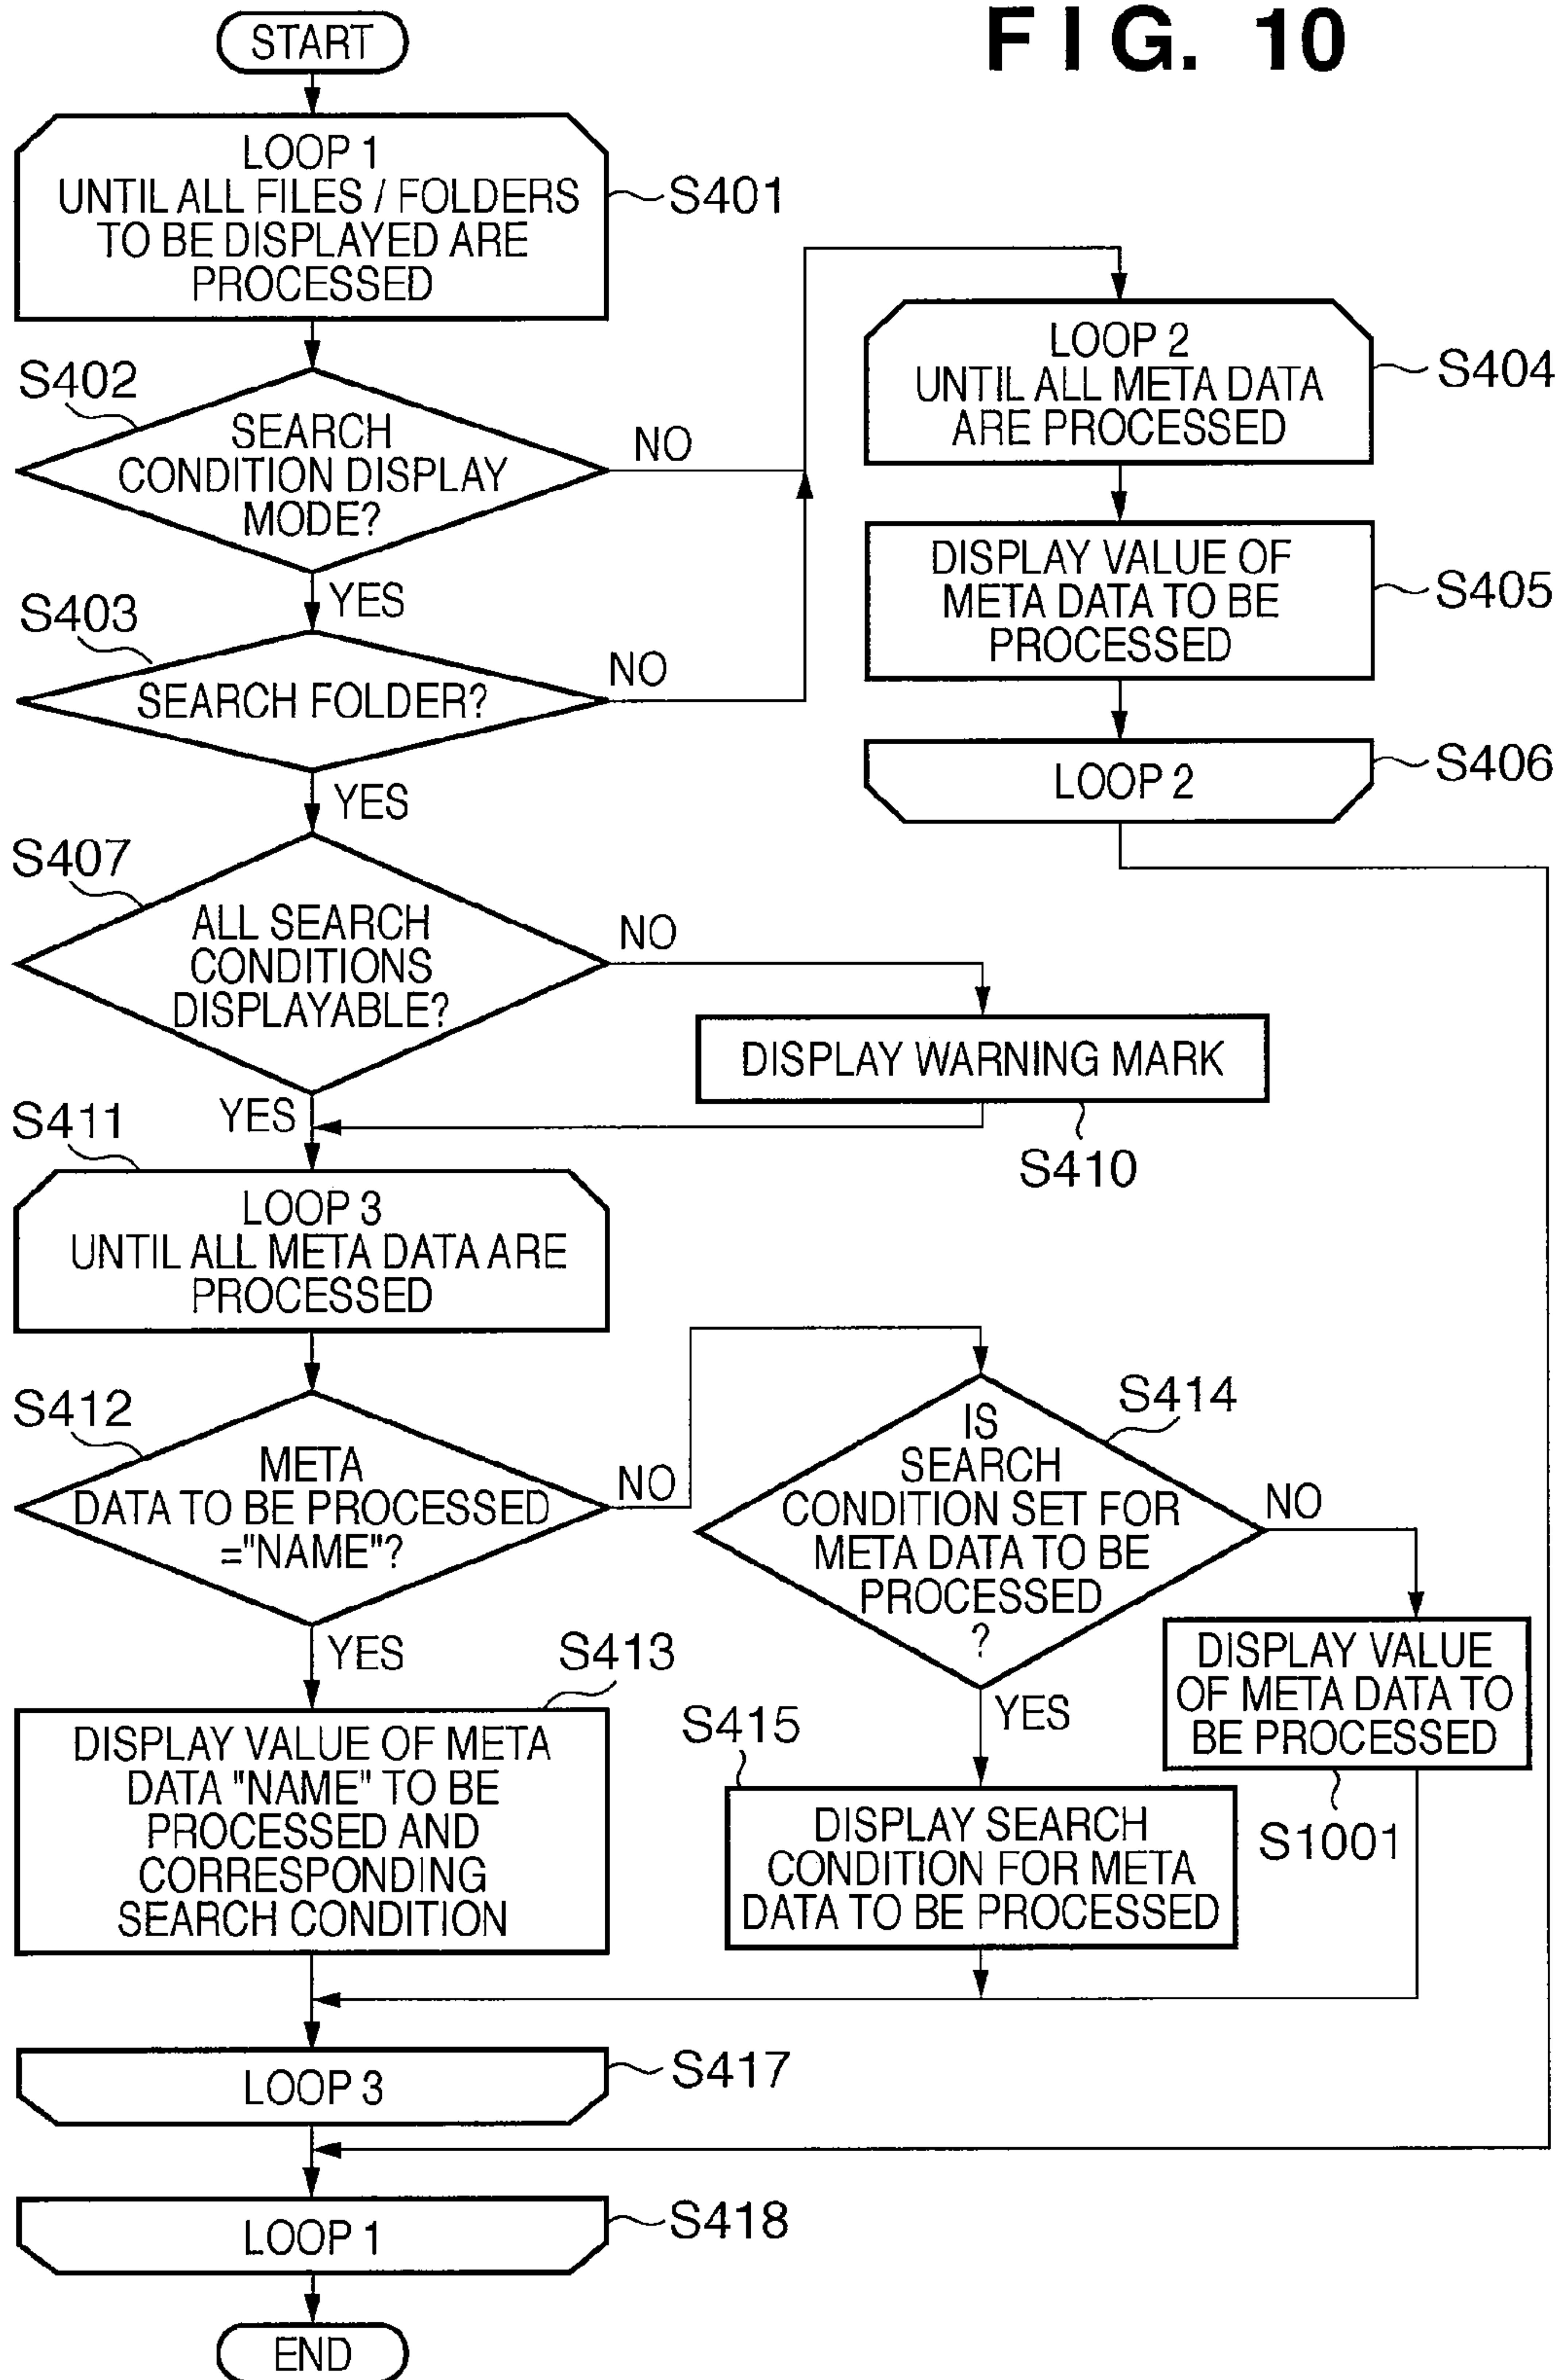 FIG. 10
START
LOOP 1
UNTIL ALL FILES / FOLDERS
TO BE DISPLAYED ARE
PROCESSED
S401
S402
SEARCH
CONDITION DISPLAY
MODE?
NO
YES
S403
SEARCH FOLDER?
NO
YES
LOOP 2
UNTIL ALL META DATA
ARE PROCESSED
S404
DISPLAY VALUE OF
META DATA TO BE
PROCESSED
S405
LOOP 2
S406
S407
ALL SEARCH
CONDITIONS
DISPLAYABLE?
NO
YES
DISPLAY WARNING MARK
S410
S411
LOOP 3
UNTIL ALL META DATA ARE
PROCESSED
S412
META
DATA TO BE PROCESSED
="NAME"?
NO
YES
S414
IS
SEARCH
CONDITION SET FOR
META DATA TO BE
PROCESSED
?
NO
YES
S413
DISPLAY VALUE OF META
DATA "NAME" TO BE
PROCESSED AND
CORRESPONDING
SEARCH CONDITION
S415
DISPLAY SEARCH
CONDITION FOR META
DATA TO BE PROCESSED
DISPLAY VALUE
OF META DATA TO
BE PROCESSED
S1001
LOOP 3
S417
LOOP 1
S418
END